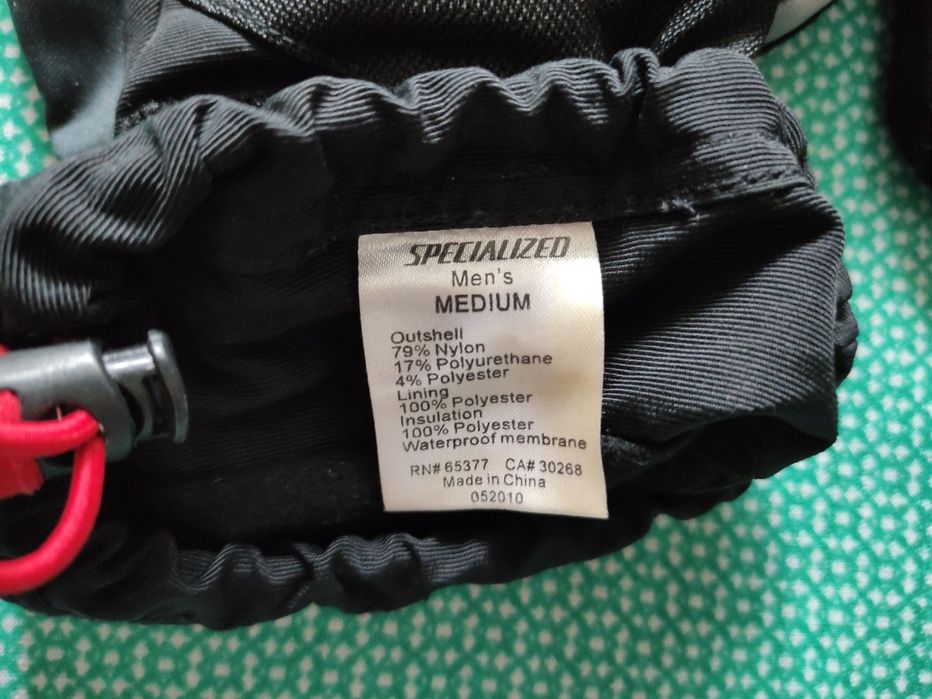 SPECIALIZED
Men's
MEDIUM
Outshell
79% Nylon
17% Polyurethane
4% Polyester
Lining
100% Polyester
Insulation
100% Polyester
Waterproof membrane
RN# 65377 CA# 30268
Made in China
052010